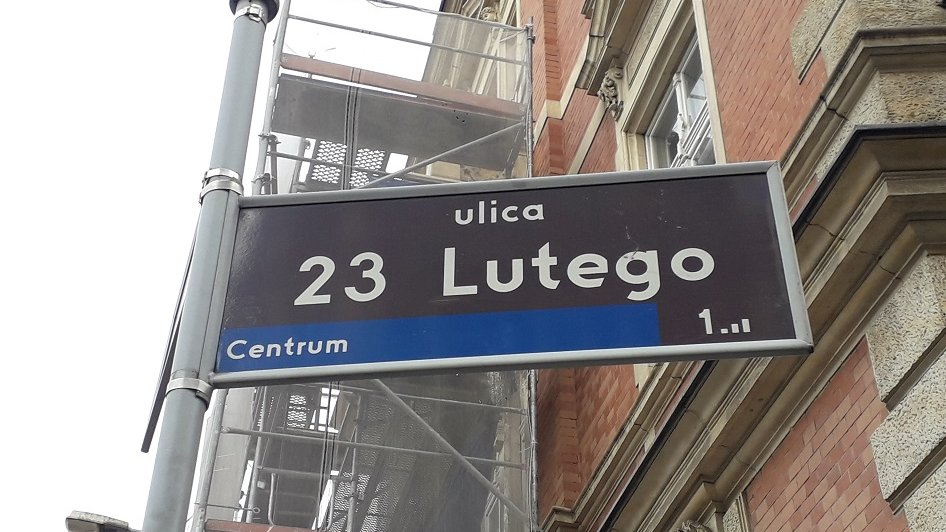 ulica
23 Lutego
Centrum
1...